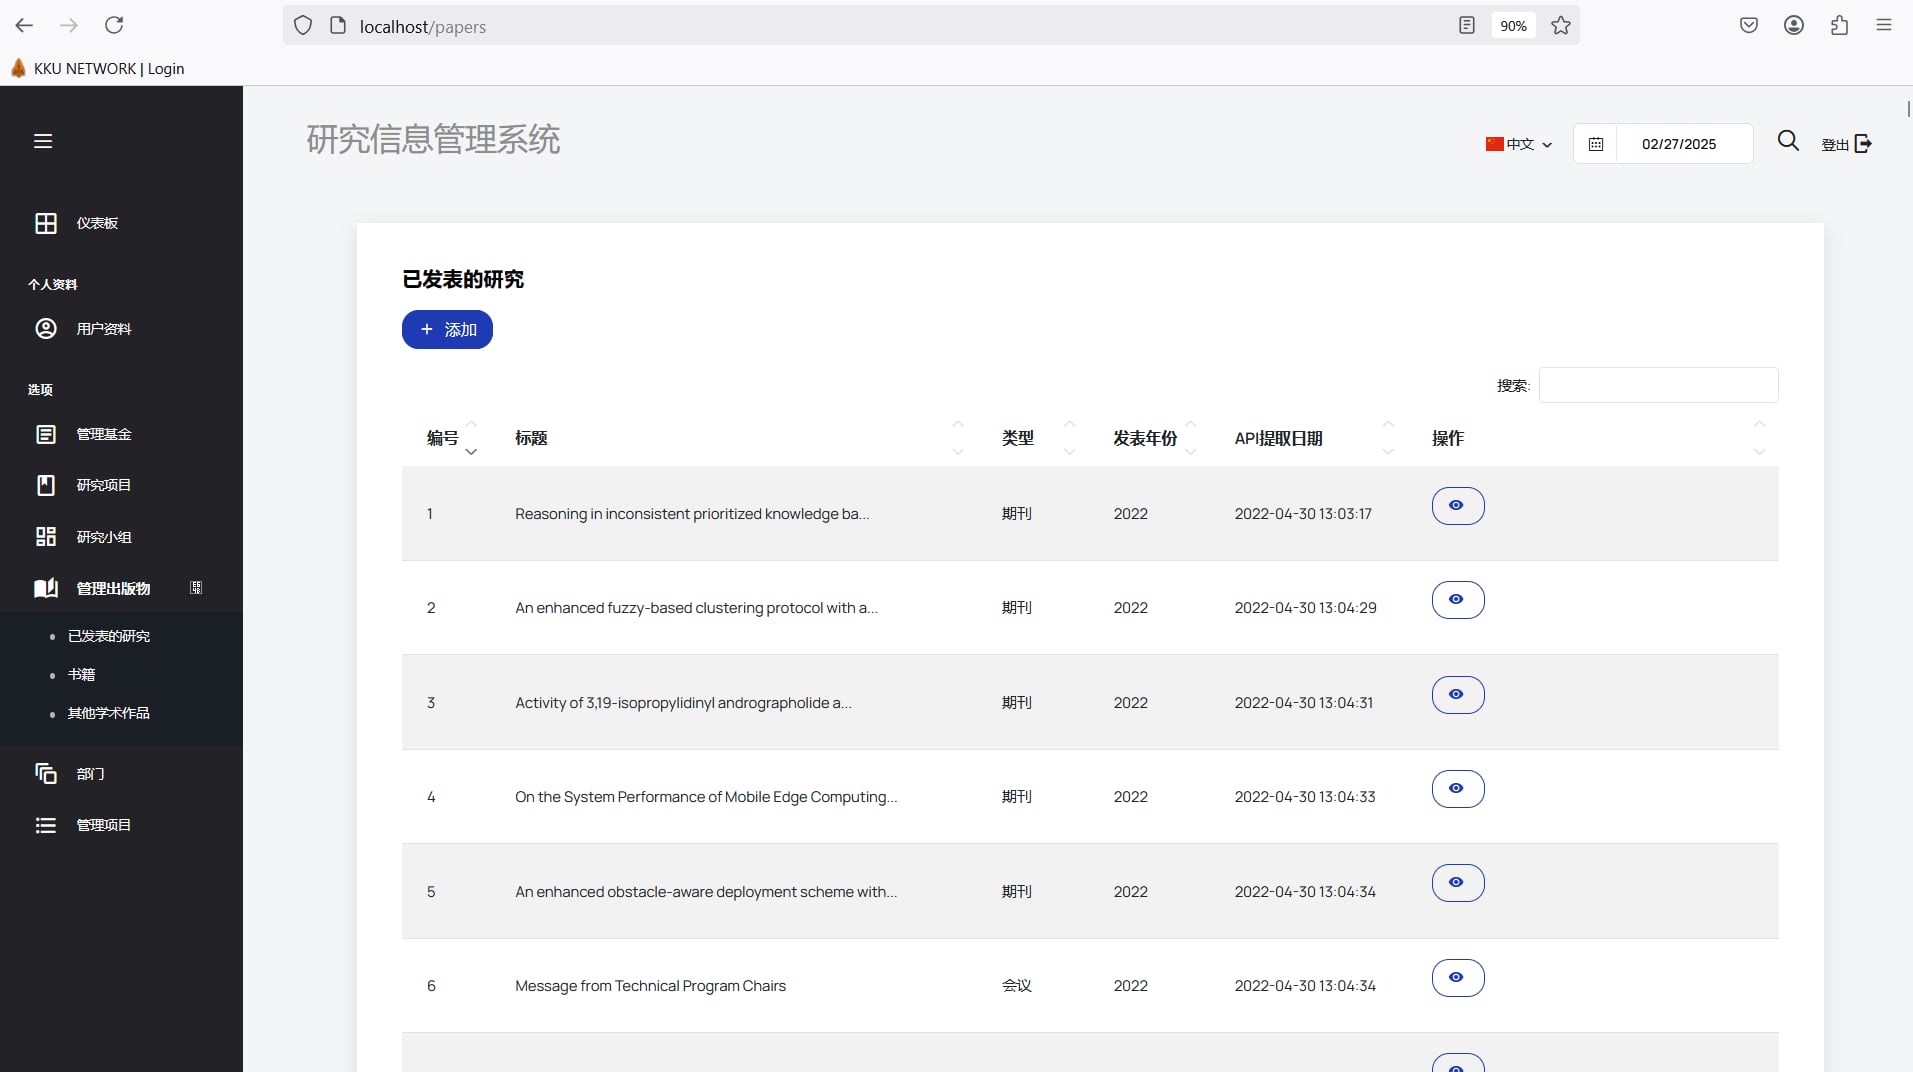 localhost/papers
90%
KKU NETWORK | Login
研究信息管理系统
中文
02/27/2025
登出
仪表板
个人资料
用户资料
选项
管理基金
研究项目
研究小组
管理出版物
已发表的研究
书籍
其他学术作品
部门
管理项目
已发表的研究
+ 添加
搜索:
编号 标题 类型 发表年份 API提取日期 操作
1 Reasoning in inconsistent prioritized knowledge ba... 期刊 2022 2022-04-30 13:03:17
2 An enhanced fuzzy-based clustering protocol with a... 期刊 2022 2022-04-30 13:04:29
3 Activity of 3,19-isopropylidinyl andrographolide a... 期刊 2022 2022-04-30 13:04:31
4 On the System Performance of Mobile Edge Computing... 期刊 2022 2022-04-30 13:04:33
5 An enhanced obstacle-aware deployment scheme with... 期刊 2022 2022-04-30 13:04:34
6 Message from Technical Program Chairs 会议 2022 2022-04-30 13:04:34